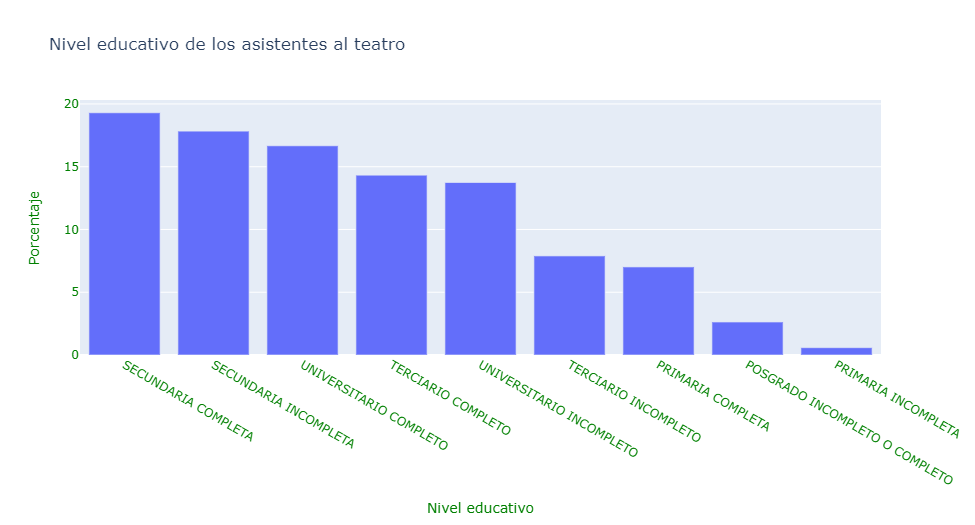 Nivel educativo de los asistentes al teatro
Porcentaje
20
15
10
5
0
SECUNDARIA COMPLETA
SECUNDARIA INCOMPLETA
UNIVERSITARIO COMPLETO
TERCIARIO COMPLETO
UNIVERSITARIO INCOMPLETO
TERCIARIO INCOMPLETO
PRIMARIA COMPLETA
POSGRADO INCOMPLETO O COMPLETO
PRIMARIA INCOMPLETA
Nivel educativo